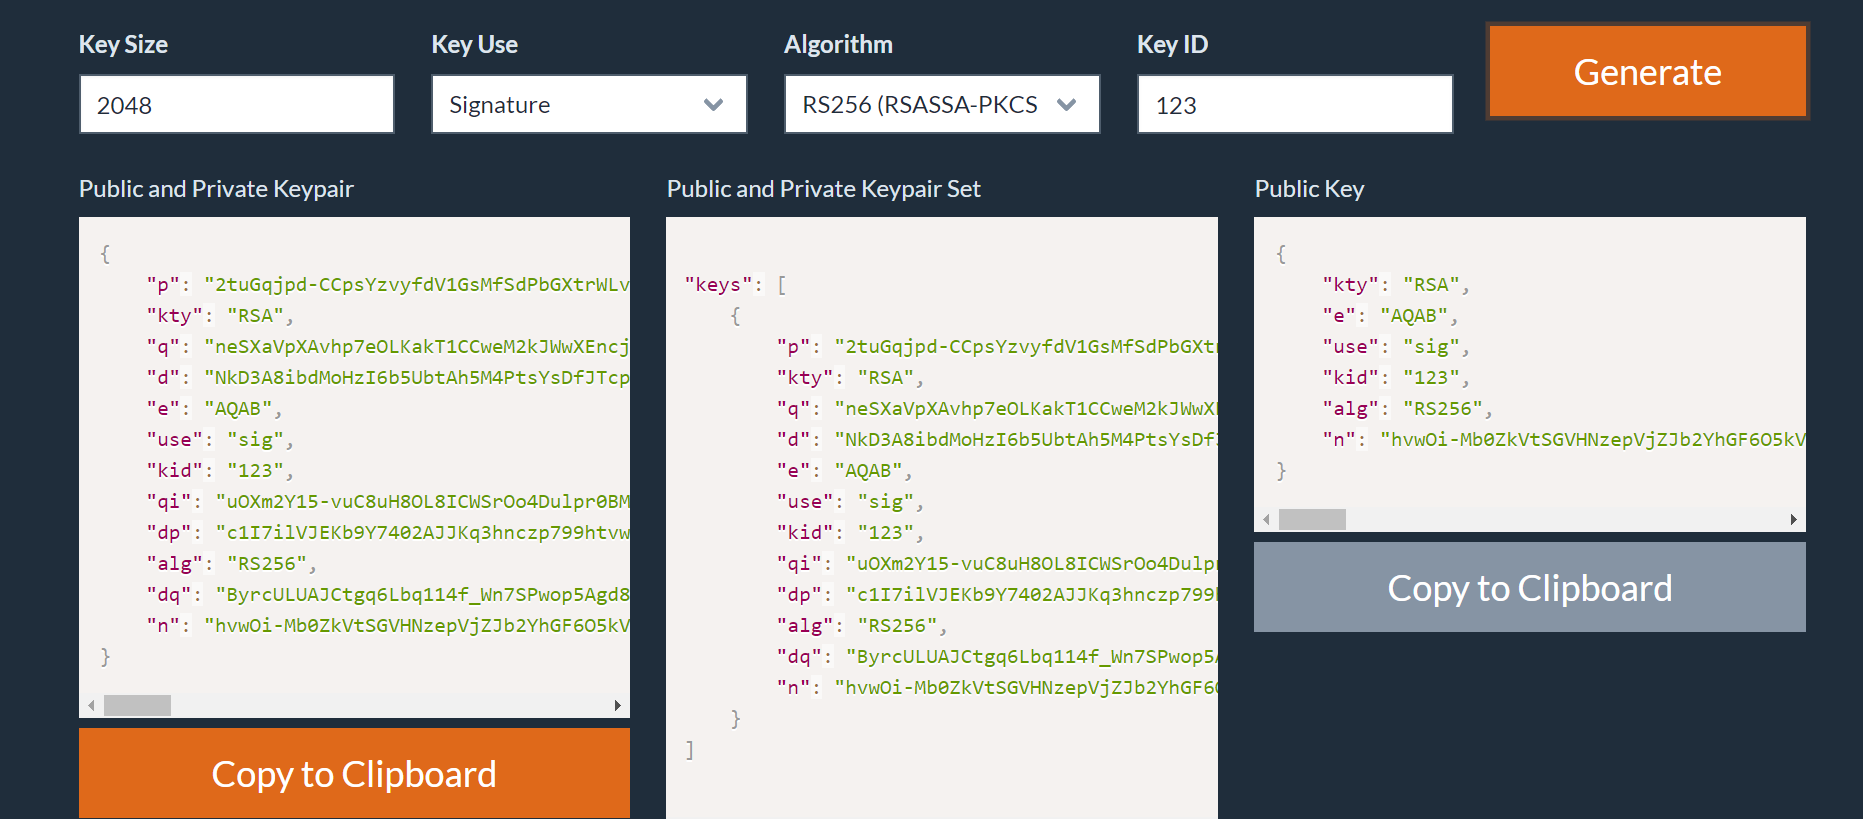 Key Size
Key Use
Algorithm
Key ID
Generate
2048
Signature
RS256 (RSASSA-PKCS
123
Public and Private Keypair
{
"p": "2tuGqjpd-CCpsYzvyfdV1GsMfSdPbGXtrWLv
"kty": "RSA",
"q": "neSXaVpXAvhp7eOLKakT1CCweM2kJWwXEncj
"d": "NkD3A8ibdMoHzI6b5UbtAh5M4PtsYsDfJTcp
"e": "AQAB",
"use": "sig",
"kid": "123",
"qi": "uOXm2Y15-vuC8uH8OL8ICWSrOo4Dulpr0BM
"dp": "c1I7ilVJEKb9Y7402AJJKq3hnczp799htvw
"alg": "RS256",
"dq": "ByrcULUAJCtgq6Lbq114f_Wn7SPwop5Agd8
"n": "hvwOi-Mb0ZkVtSGVHNzepVjZJb2YhGF6O5kV
}
Copy to Clipboard
Public and Private Keypair Set
"keys": [
{
"p": "2tuGqjpd-CCpsYzvyfdV1GsMfSdPbGXtr
"kty": "RSA",
"q": "neSXaVpXAvhp7eOLKakT1CCweM2kJWwX
"d": "NkD3A8ibdMoHzI6b5UbtAh5M4PtsYsDf
"e": "AQAB",
"use": "sig",
"kid": "123",
"qi": "uOXm2Y15-vuC8uH8OL8ICWSrOo4Dulp
"dp": "c1I7ilVJEKb9Y7402AJJKq3hnczp799
"alg": "RS256",
"dq": "ByrcULUAJCtgq6Lbq114f_Wn7SPwop5
"n": "hvwOi-Mb0ZkVtSGVHNzepVjZJb2YhGF6
}
]
Public Key
{
"kty": "RSA",
"e": "AQAB",
"use": "sig",
"kid": "123",
"alg": "RS256",
"n": "hvwOi-Mb0ZkVtSGVHNzepVjZJb2YhGF6O5kV
}
Copy to Clipboard